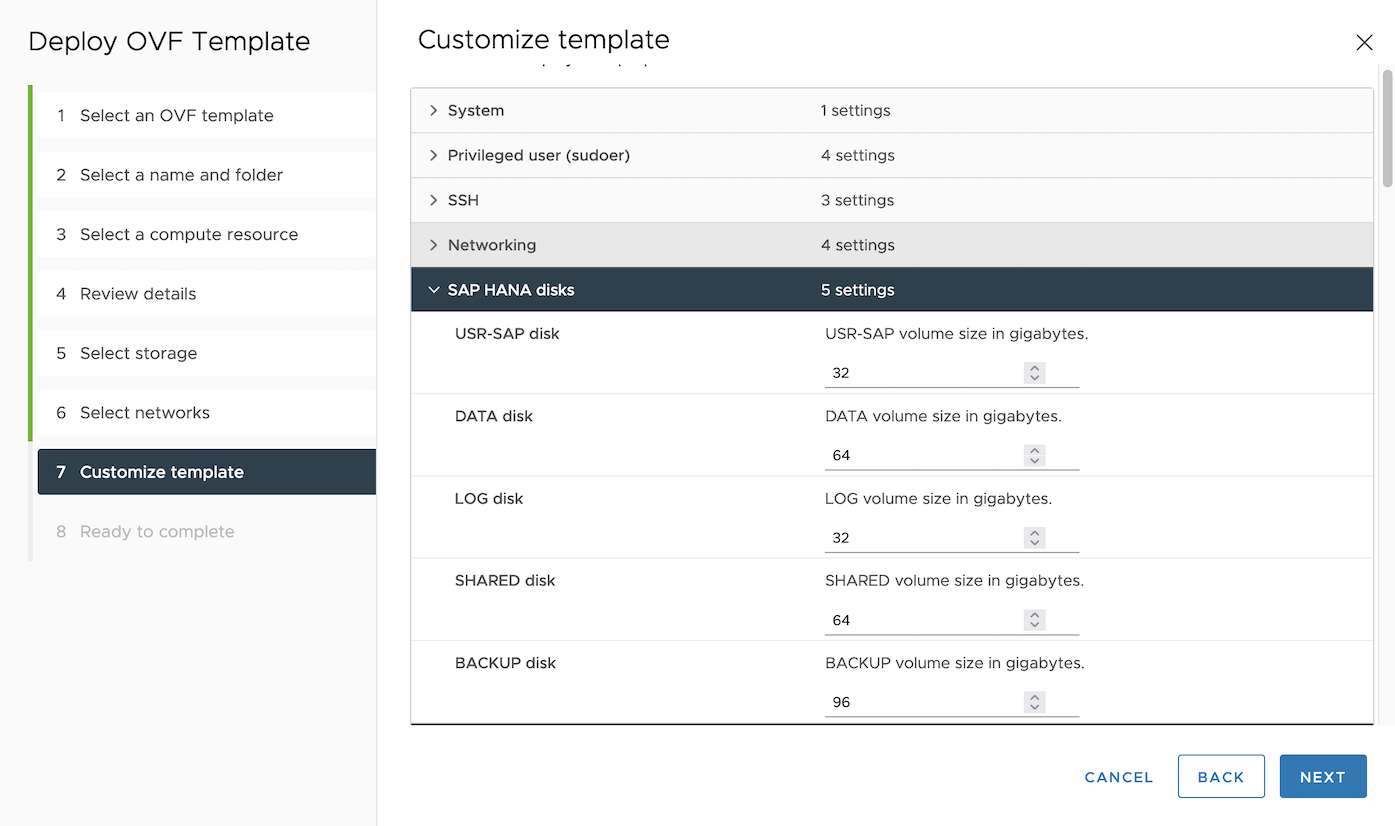 Deploy OVF Template
1 Select an OVF template
2 Select a name and folder
3 Select a compute resource
4 Review details
5 Select storage
6 Select networks
7 Customize template
8 Ready to complete
Customize template
System 1 settings
Privileged user (sudoer) 4 settings
SSH 3 settings
Networking 4 settings
SAP HANA disks 5 settings
USR-SAP disk USR-SAP volume size in gigabytes.
32
DATA disk DATA volume size in gigabytes.
64
LOG disk LOG volume size in gigabytes.
32
SHARED disk SHARED volume size in gigabytes.
64
BACKUP disk BACKUP volume size in gigabytes.
96
CANCEL BACK NEXT